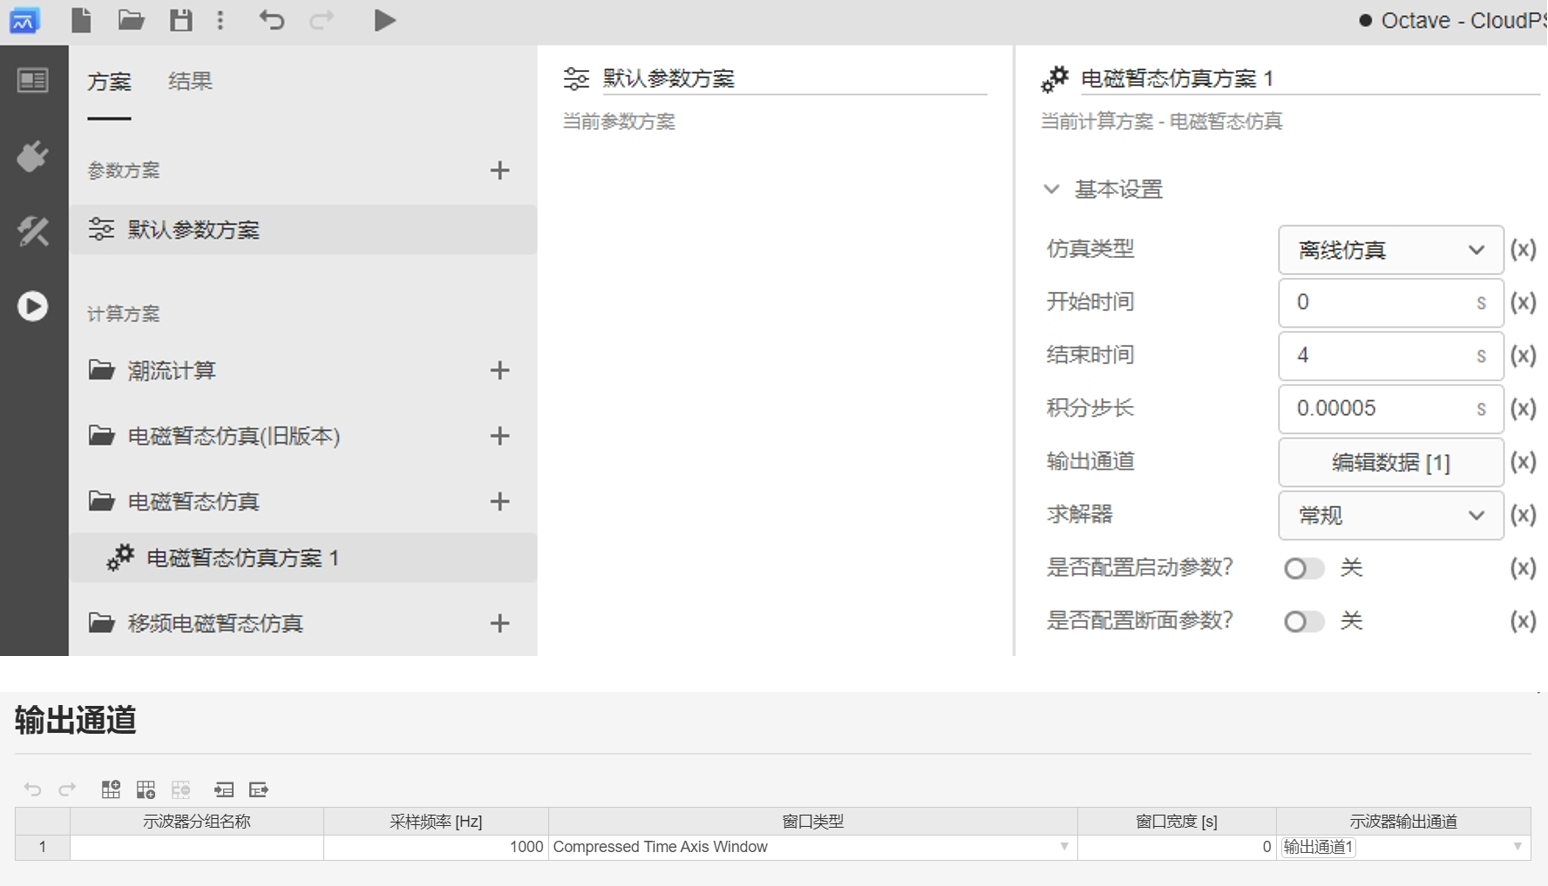 ● Octave - CloudPS
方案 结果
参数方案
默认参数方案
计算方案
潮流计算
电磁暂态仿真(旧版本)
电磁暂态仿真
电磁暂态仿真方案 1
移频电磁暂态仿真
默认参数方案
当前参数方案
电磁暂态仿真方案 1
当前计算方案 - 电磁暂态仿真
基本设置
仿真类型 离线仿真 (x)
开始时间 0 s (x)
结束时间 4 s (x)
积分步长 0.00005 s (x)
输出通道 编辑数据 [1] (x)
求解器 常规 (x)
是否配置启动参数? 关 (x)
是否配置断面参数? 关 (x)
输出通道
示波器分组名称 采样频率 [Hz] 窗口类型 窗口宽度 [s] 示波器输出通道
1 1000 Compressed Time Axis Window 0 输出通道1